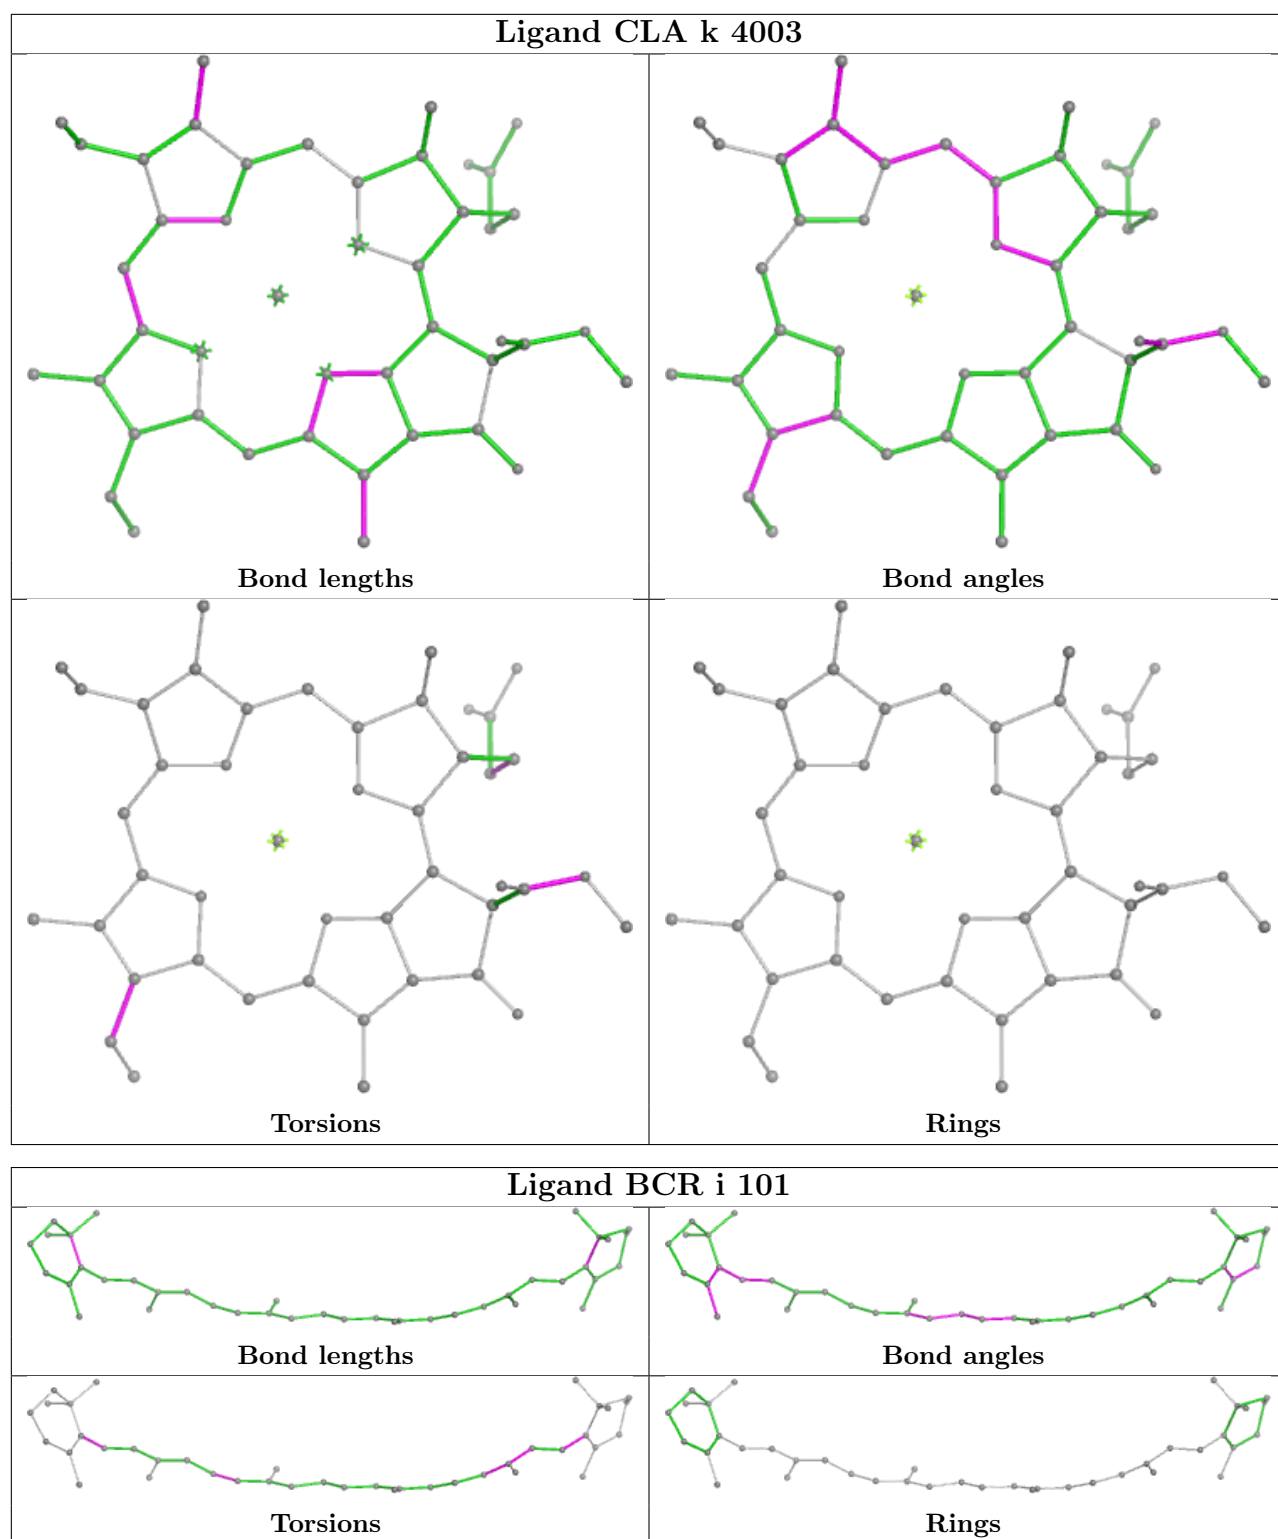 Ligand CLA k 4003
Bond lengths
Bond angles
Torsions
Rings
Ligand BCR i 101
Bond lengths
Bond angles
Torsions
Rings